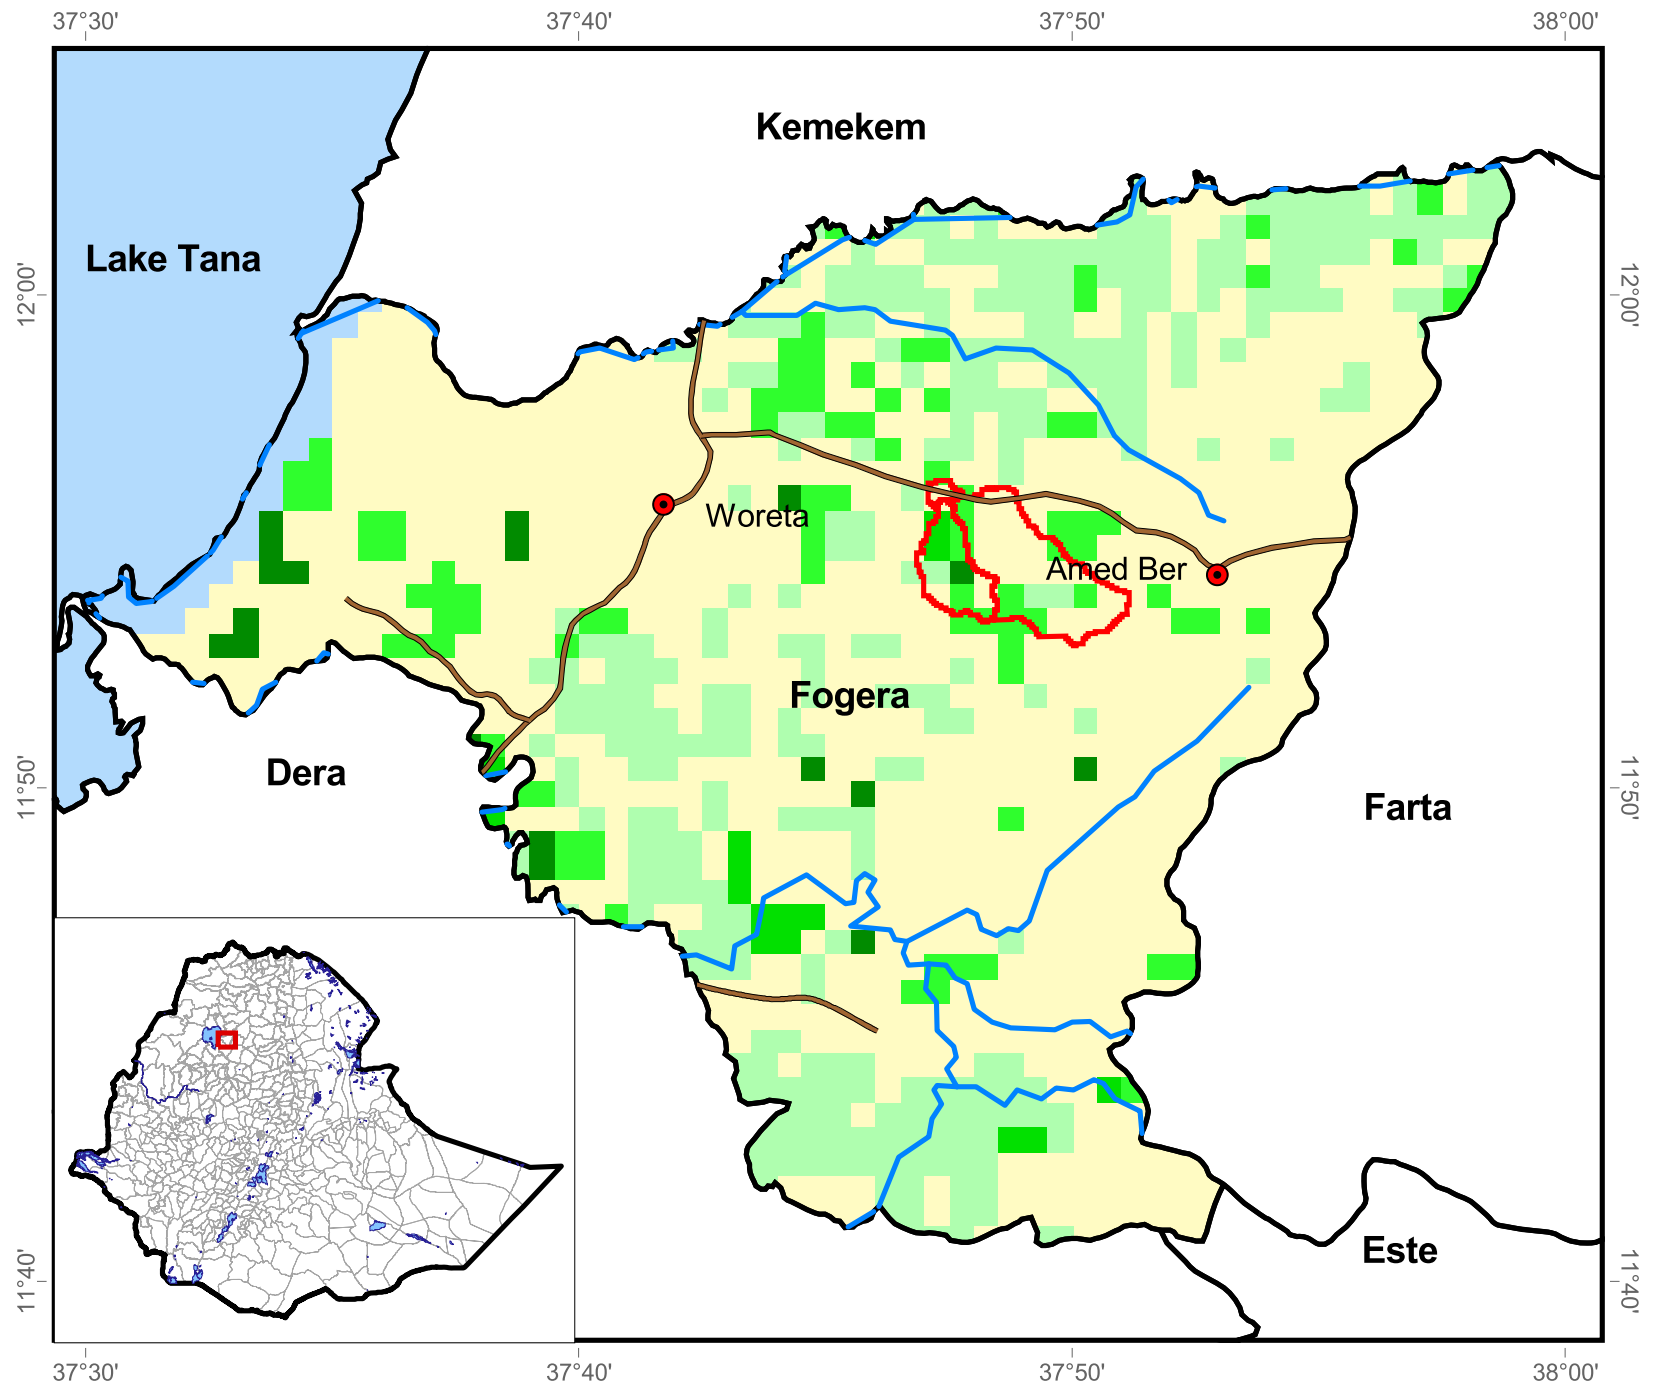 37°30' 37°40' 37°50' 38°00'
Kemekem
Lake Tana
12°00' 12°00'
Woreta
Amed Ber
Fogera
Dera
11°50' 11°50'
Farta
Este
11°40' 11°40'
37°30' 37°40' 37°50' 38°00'